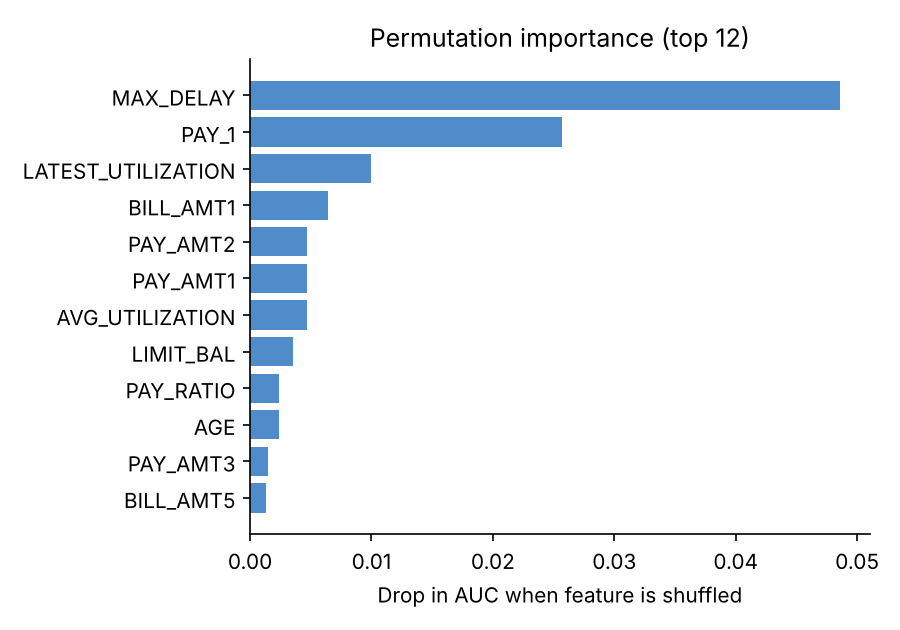 Permutation importance (top 12)
MAX_DELAY
PAY_1
LATEST_UTILIZATION
BILL_AMT1
PAY_AMT2
PAY_AMT1
AVG_UTILIZATION
LIMIT_BAL
PAY_RATIO
AGE
PAY_AMT3
BILL_AMT5
0.00 0.01 0.02 0.03 0.04 0.05
Drop in AUC when feature is shuffled